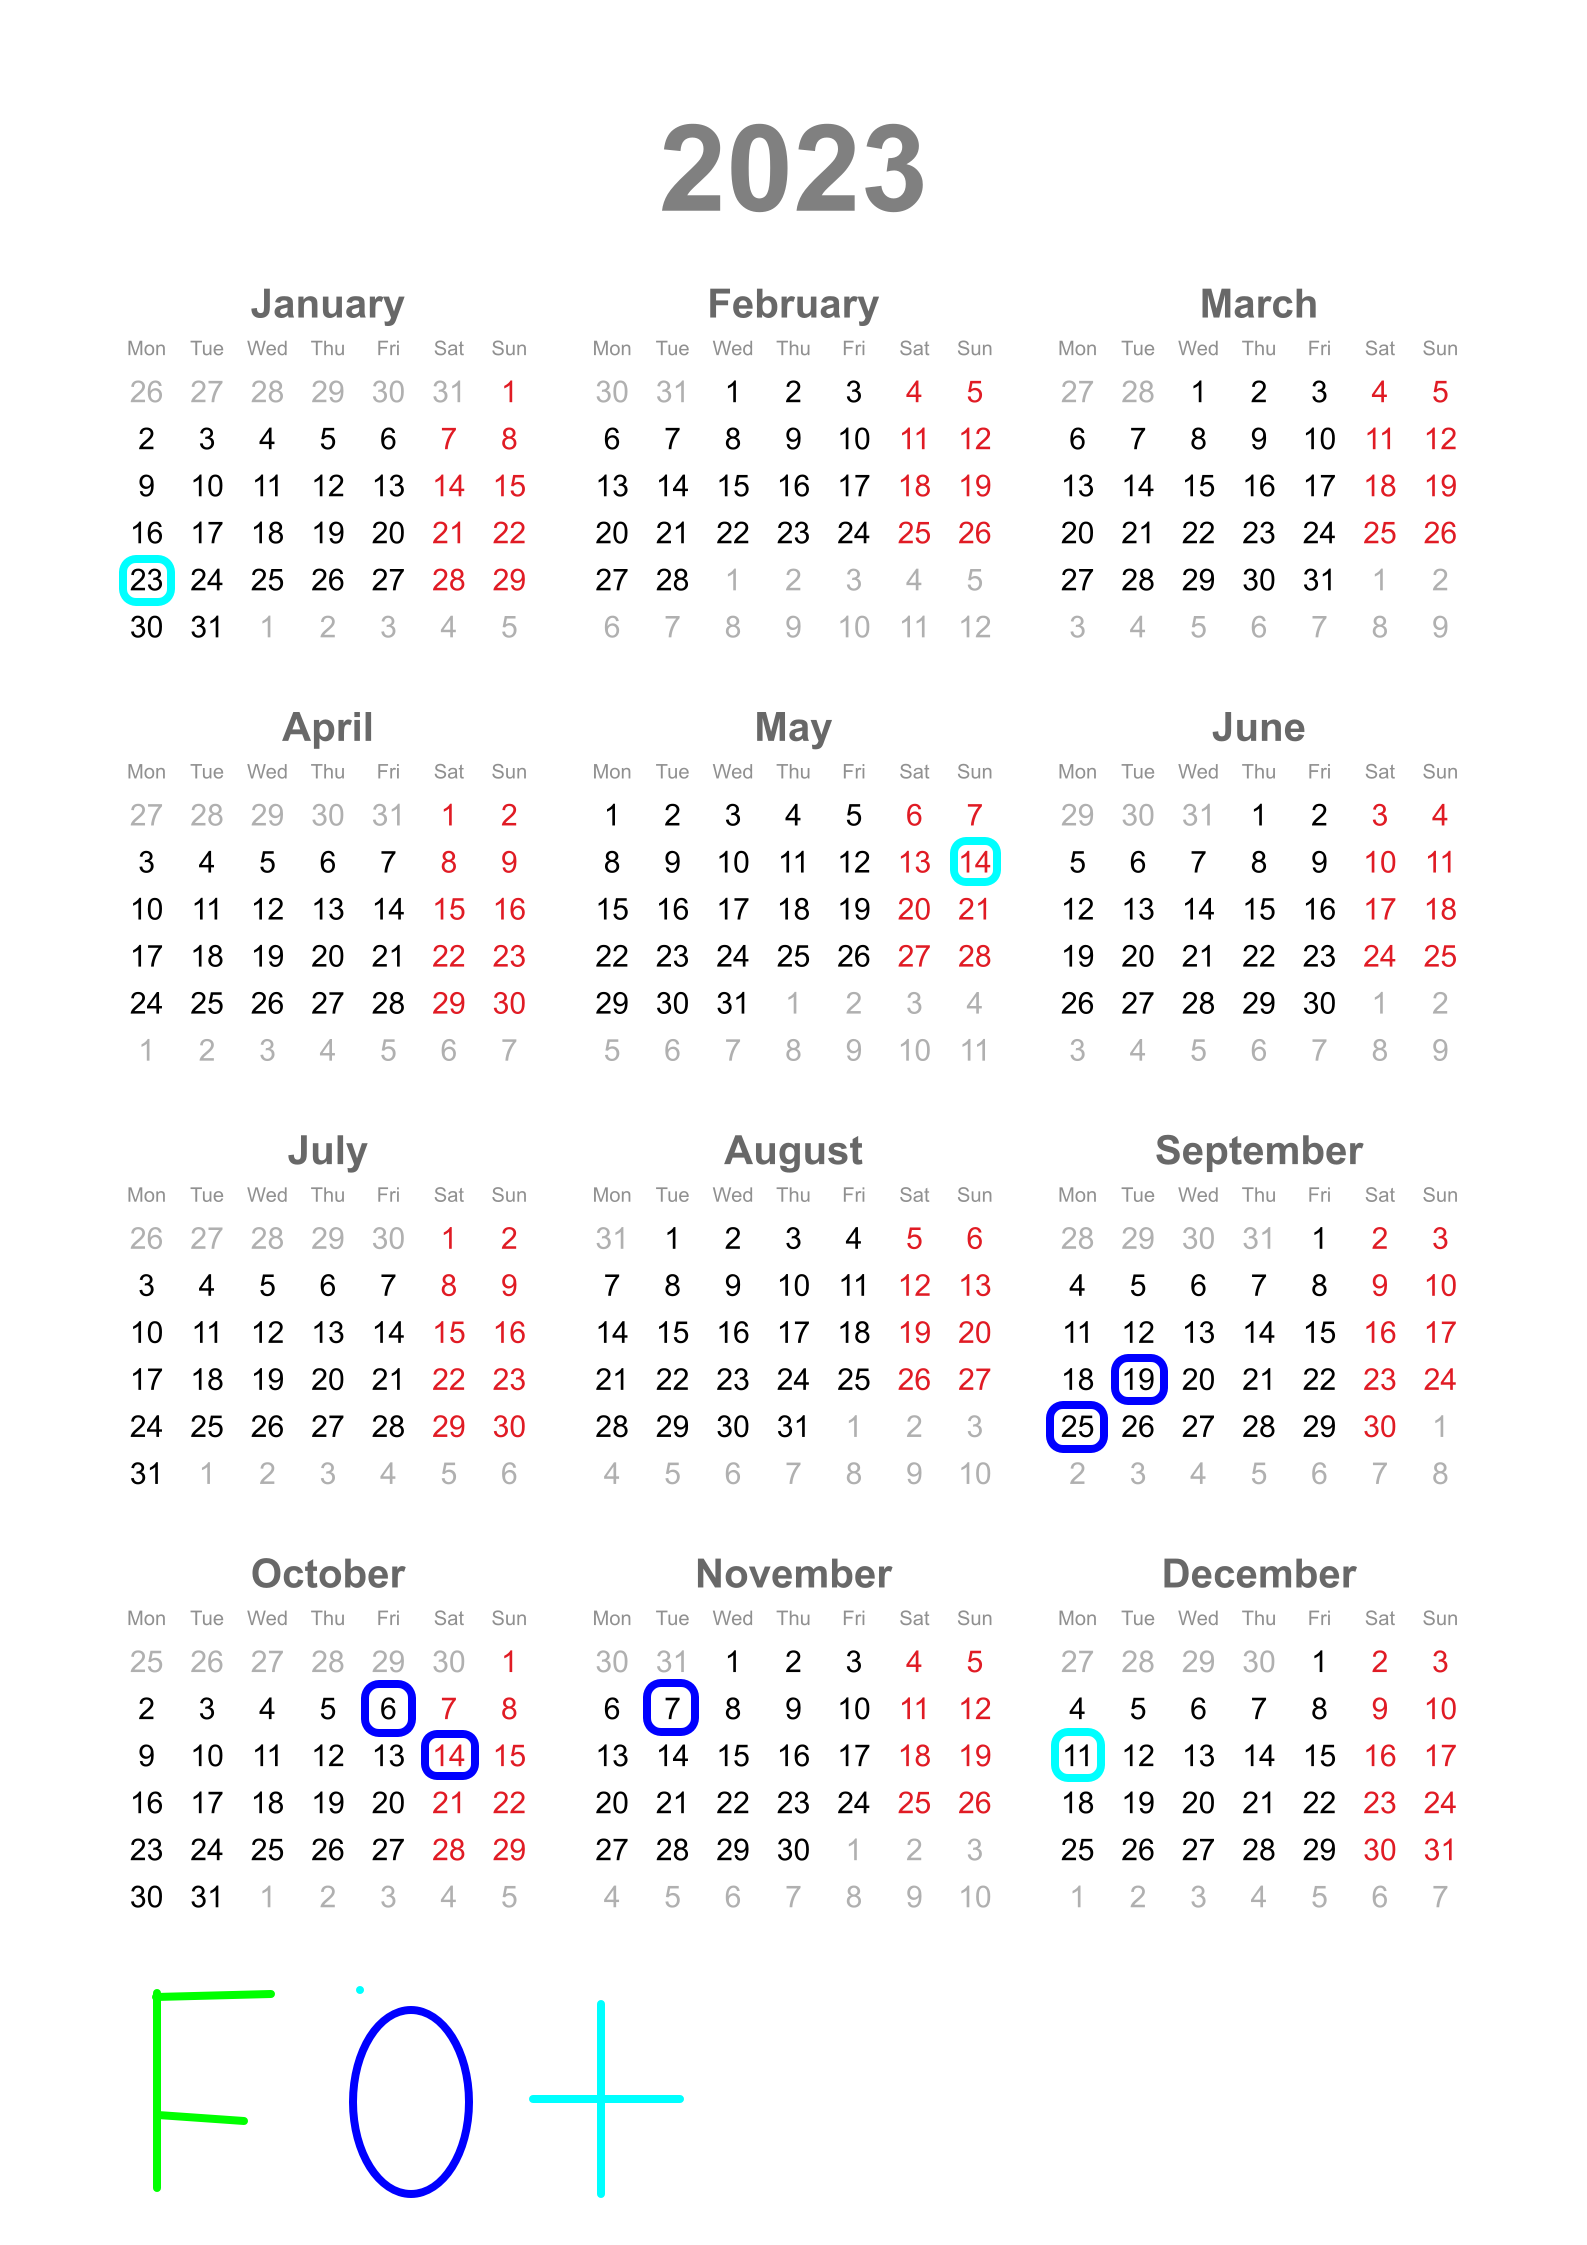 2023
January February March
Mon Tue Wed Thu Fri Sat Sun Mon Tue Wed Thu Fri Sat Sun Mon Tue Wed Thu Fri Sat Sun
26 27 28 29 30 31 1 30 31 1 2 3 4 5 27 28 1 2 3 4 5
2 3 4 5 6 7 8 6 7 8 9 10 11 12 6 7 8 9 10 11 12
9 10 11 12 13 14 15 13 14 15 16 17 18 19 13 14 15 16 17 18 19
16 17 18 19 20 21 22 20 21 22 23 24 25 26 20 21 22 23 24 25 26
23 24 25 26 27 28 29 27 28 1 2 3 4 5 27 28 29 30 31 1 2
30 31 1 2 3 4 5 6 7 8 9 10 11 12 3 4 5 6 7 8 9
April May June
Mon Tue Wed Thu Fri Sat Sun Mon Tue Wed Thu Fri Sat Sun Mon Tue Wed Thu Fri Sat Sun
27 28 29 30 31 1 2 1 2 3 4 5 6 7 29 30 31 1 2 3 4
3 4 5 6 7 8 9 8 9 10 11 12 13 14 5 6 7 8 9 10 11
10 11 12 13 14 15 16 15 16 17 18 19 20 21 12 13 14 15 16 17 18
17 18 19 20 21 22 23 22 23 24 25 26 27 28 19 20 21 22 23 24 25
24 25 26 27 28 29 30 29 30 31 1 2 3 4 26 27 28 29 30 1 2
1 2 3 4 5 6 7 5 6 7 8 9 10 11 3 4 5 6 7 8 9
July August September
Mon Tue Wed Thu Fri Sat Sun Mon Tue Wed Thu Fri Sat Sun Mon Tue Wed Thu Fri Sat Sun
26 27 28 29 30 1 2 31 1 2 3 4 5 6 28 29 30 31 1 2 3
3 4 5 6 7 8 9 7 8 9 10 11 12 13 4 5 6 7 8 9 10
10 11 12 13 14 15 16 14 15 16 17 18 19 20 11 12 13 14 15 16 17
17 18 19 20 21 22 23 21 22 23 24 25 26 27 18 19 20 21 22 23 24
24 25 26 27 28 29 30 28 29 30 31 1 2 3 25 26 27 28 29 30 1
31 1 2 3 4 5 6 4 5 6 7 8 9 10 2 3 4 5 6 7 8
October November December
Mon Tue Wed Thu Fri Sat Sun Mon Tue Wed Thu Fri Sat Sun Mon Tue Wed Thu Fri Sat Sun
25 26 27 28 29 30 1 30 31 1 2 3 4 5 27 28 29 30 1 2 3
2 3 4 5 6 7 8 6 7 8 9 10 11 12 4 5 6 7 8 9 10
9 10 11 12 13 14 15 13 14 15 16 17 18 19 11 12 13 14 15 16 17
16 17 18 19 20 21 22 20 21 22 23 24 25 26 18 19 20 21 22 23 24
23 24 25 26 27 28 29 27 28 29 30 1 2 3 25 26 27 28 29 30 31
30 31 1 2 3 4 5 4 5 6 7 8 9 10 1 2 3 4 5 6 7
F O +